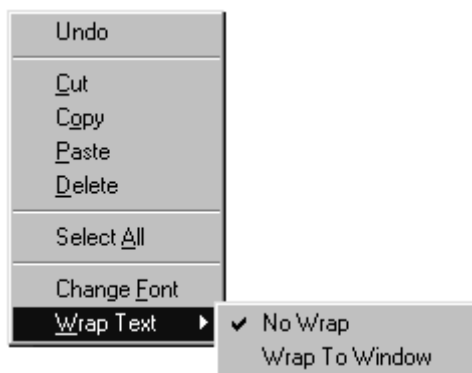 Undo
Cut
Copy
Paste
Delete
Select All
Change Font
Wrap Text
No Wrap
Wrap To Window